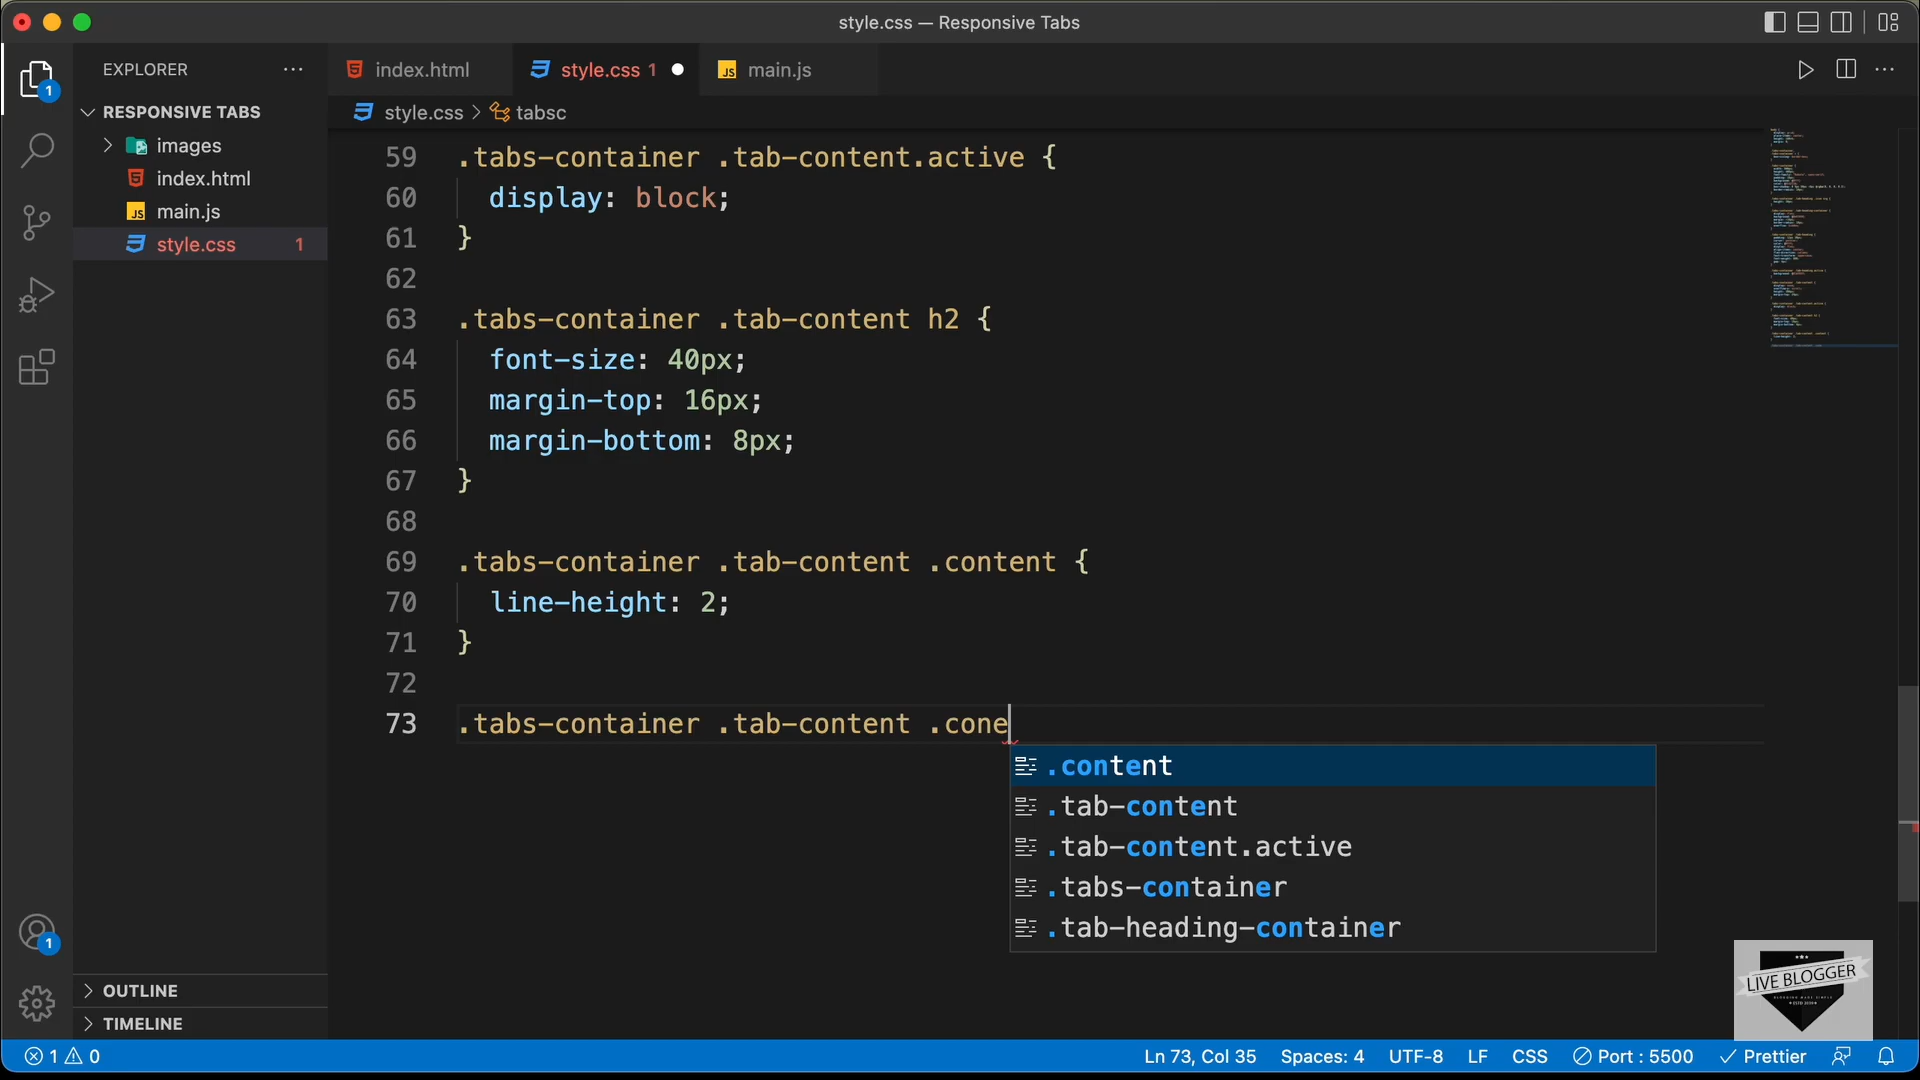 style.css — Responsive Tabs
EXPLORER
index.html
style.css 1
main.js
RESPONSIVE TABS
style.css > tabsc
images
index.html
main.js
style.css 1
59 .tabs-container .tab-content.active {
60 display: block;
61 }
62
63 .tabs-container .tab-content h2 {
64 font-size: 40px;
65 margin-top: 16px;
66 margin-bottom: 8px;
67 }
68
69 .tabs-container .tab-content .content {
70 line-height: 2;
71 }
72
73 .tabs-container .tab-content .cone
.content
.tab-content
.tab-content.active
.tabs-container
.tab-heading-container
1
1
OUTLINE
TIMELINE
LIVE BLOGGER
1 0
Ln 73, Col 35 Spaces: 4 UTF-8 LF CSS Port : 5500 Prettier